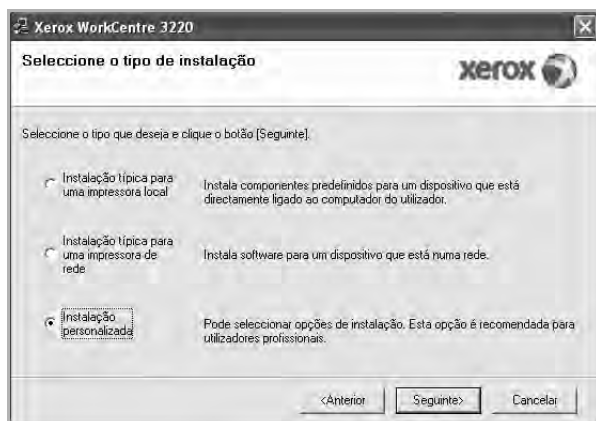 Xerox WorkCentre 3220
Seleccione o tipo de instalação
xerox
Seleccione o tipo que deseja e clique o botão [Seguinte].
Instalação típica para
uma impressora local
Instala componentes predefinidos para um dispositivo que está
directamente ligado ao computador do utilizador.
Instalação típica para
uma impressora de
rede
Instala software para um dispositivo que está numa rede.
Instalação
personalizada
Pode seleccionar opções de instalação. Esta opção é recomendada para
utilizadores profissionais.
<Anterior
Seguinte>
Cancelar